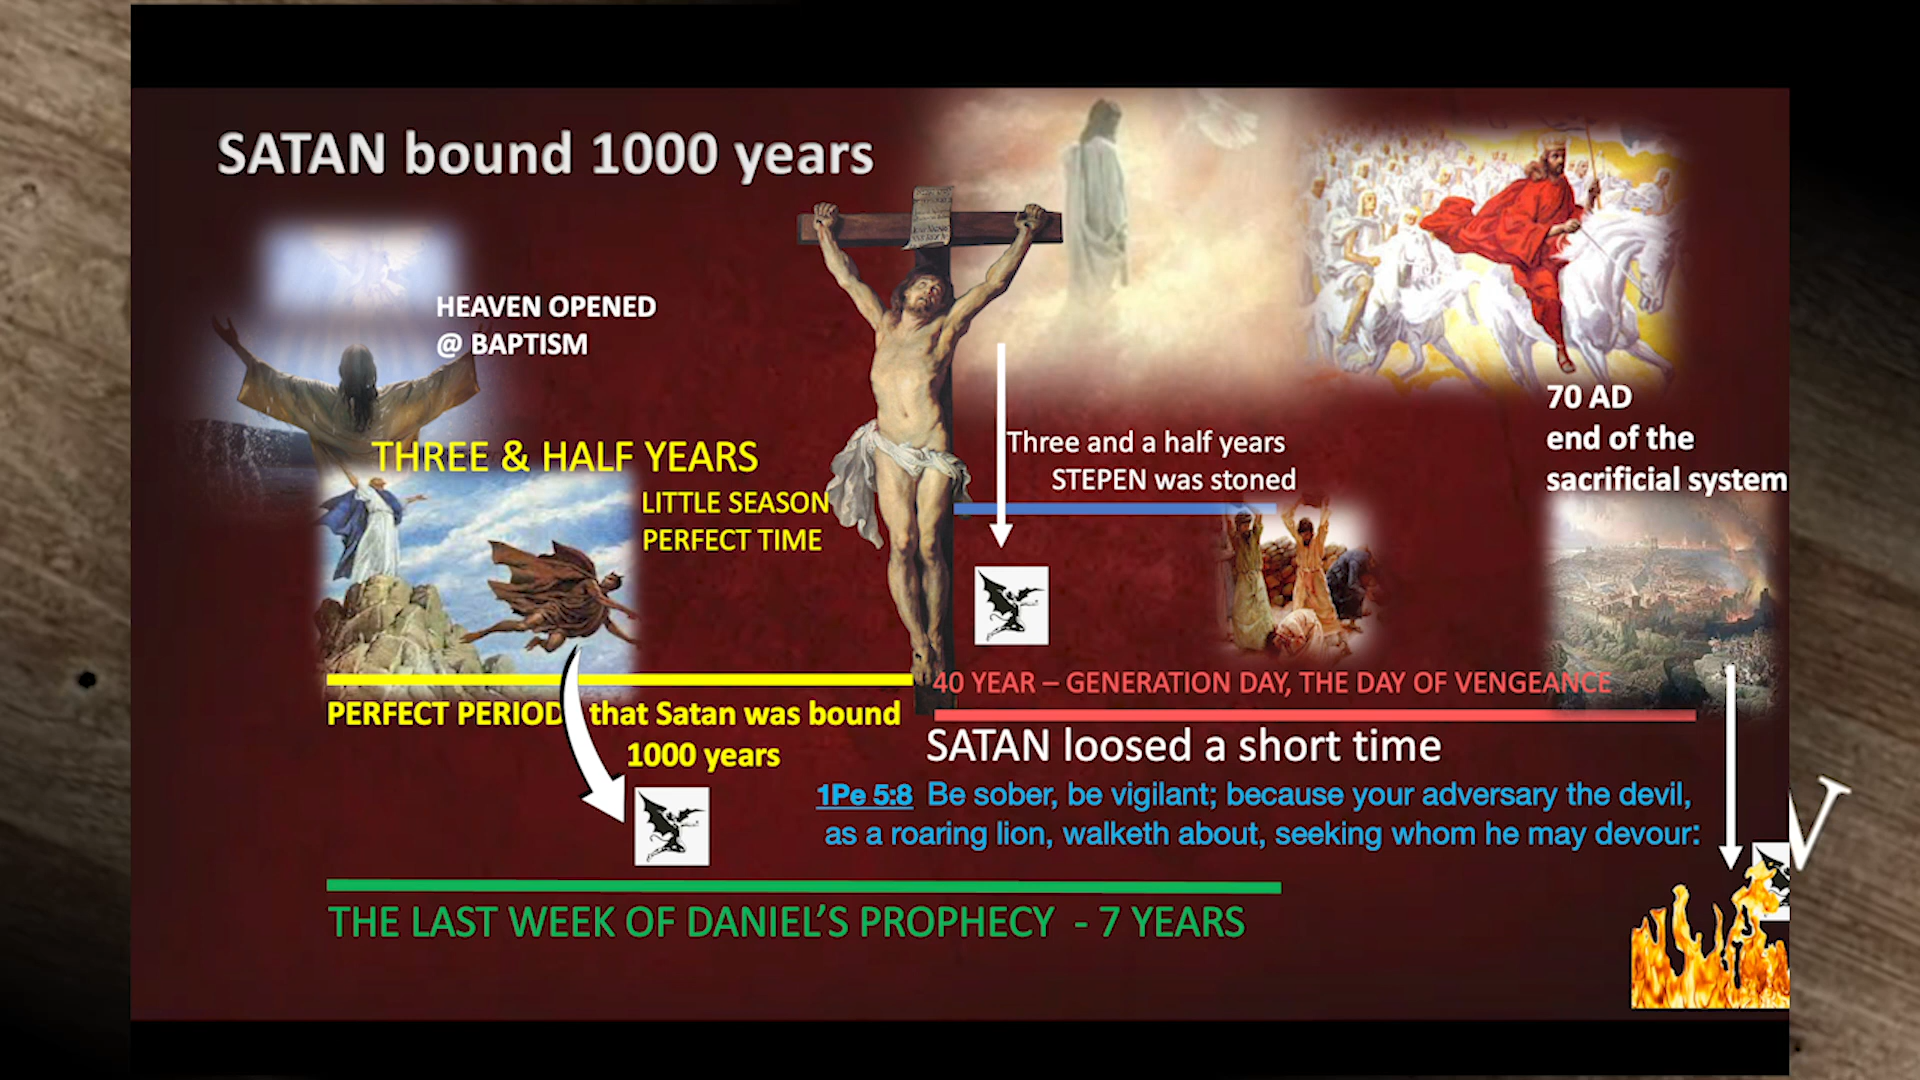 SATAN bound 1000 years
HEAVEN OPENED
@ BAPTISM
THREE & HALF YEARS
LITTLE SEASON
PERFECT TIME
Three and a half years
STEPEN was stoned
70 AD
end of the
sacrificial system
40 YEAR – GENERATION DAY, THE DAY OF VENGEANCE
PERFECT PERIOD that Satan was bound
1000 years
SATAN loosed a short time
1Pe 5:8 Be sober, be vigilant; because your adversary the devil,
as a roaring lion, walketh about, seeking whom he may devour:
THE LAST WEEK OF DANIEL'S PROPHECY - 7 YEARS